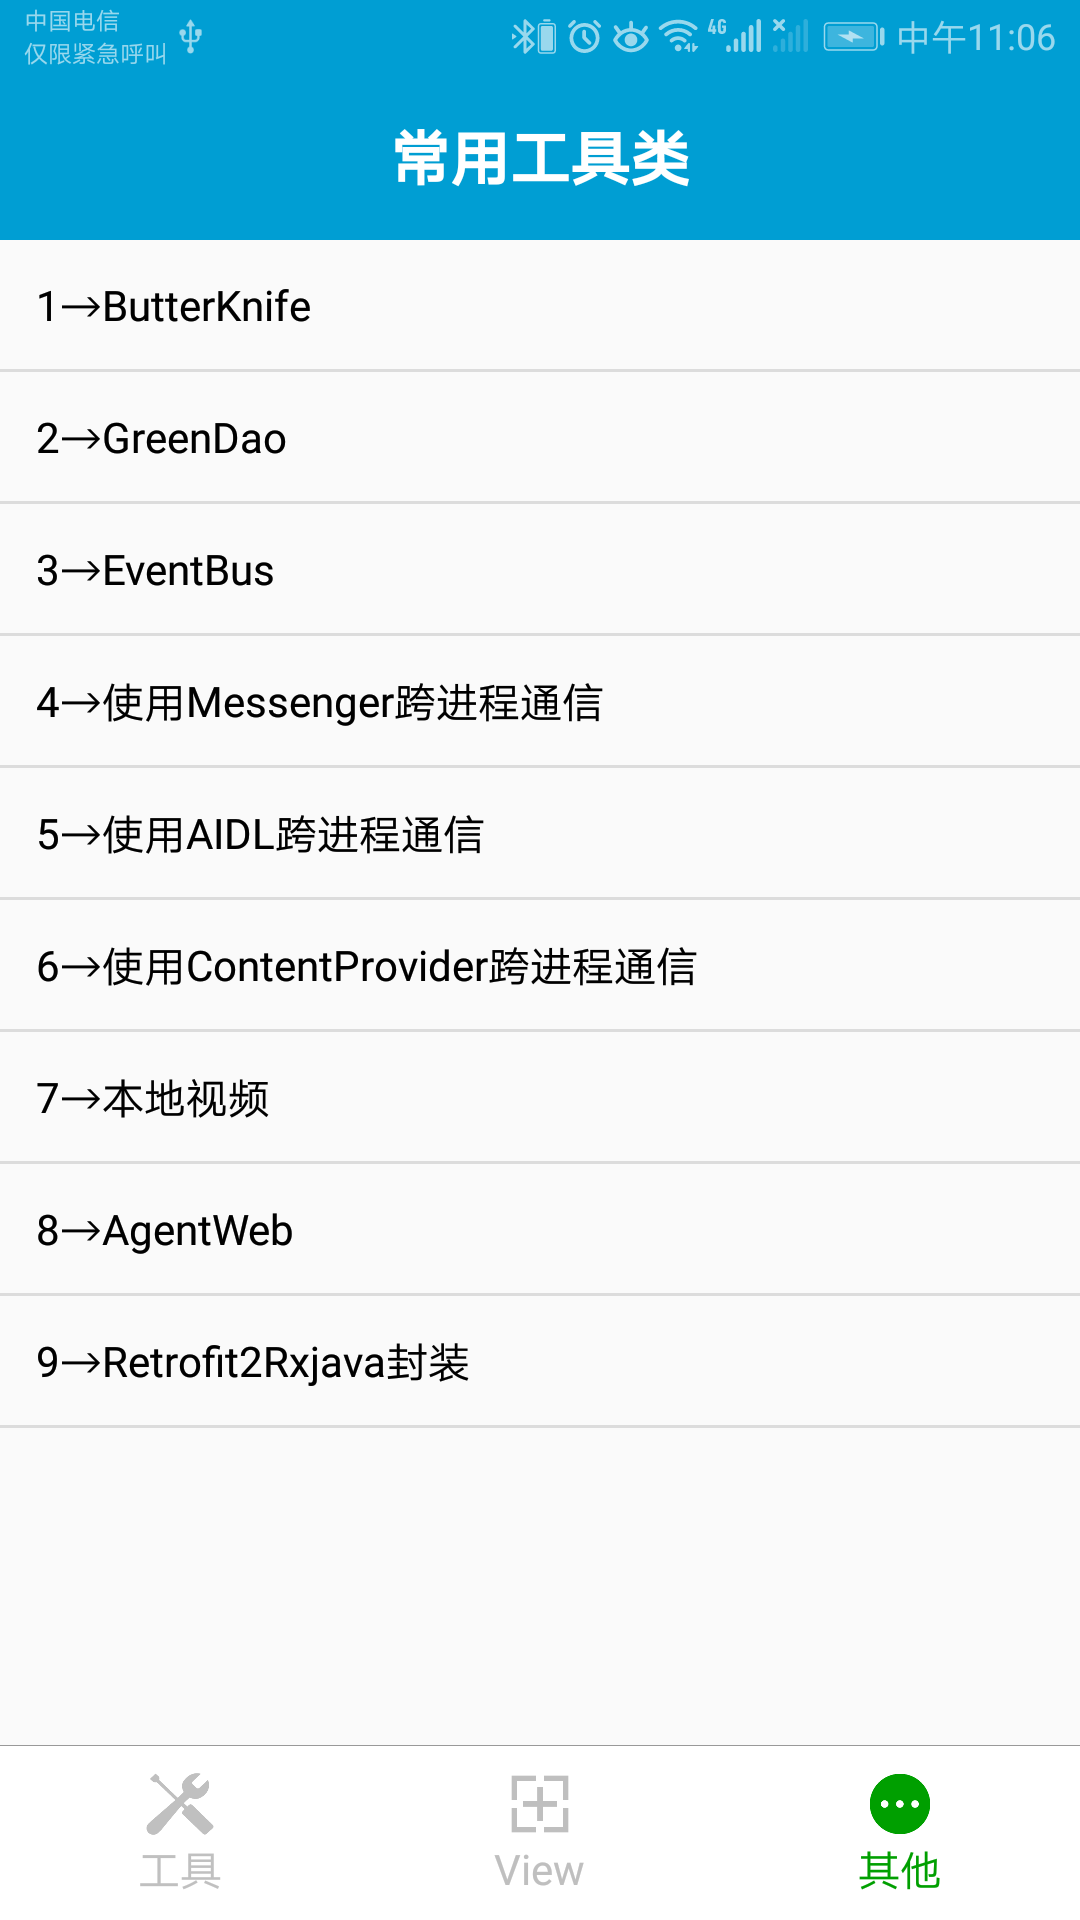 中国电信
仅限紧急呼叫
4G 中午11:06
常用工具类
1→ButterKnife
2→GreenDao
3→EventBus
4→使用Messenger跨进程通信
5→使用AIDL跨进程通信
6→使用ContentProvider跨进程通信
7→本地视频
8→AgentWeb
9→Retrofit2Rxjava封装
工具 View 其他